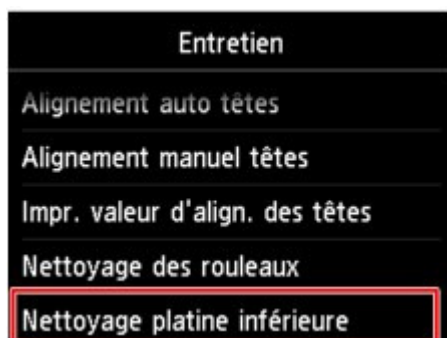 Entretien
Alignement auto têtes
Alignement manuel têtes
Impr. valeur d'align. des têtes
Nettoyage des rouleaux
Nettoyage platine inférieure